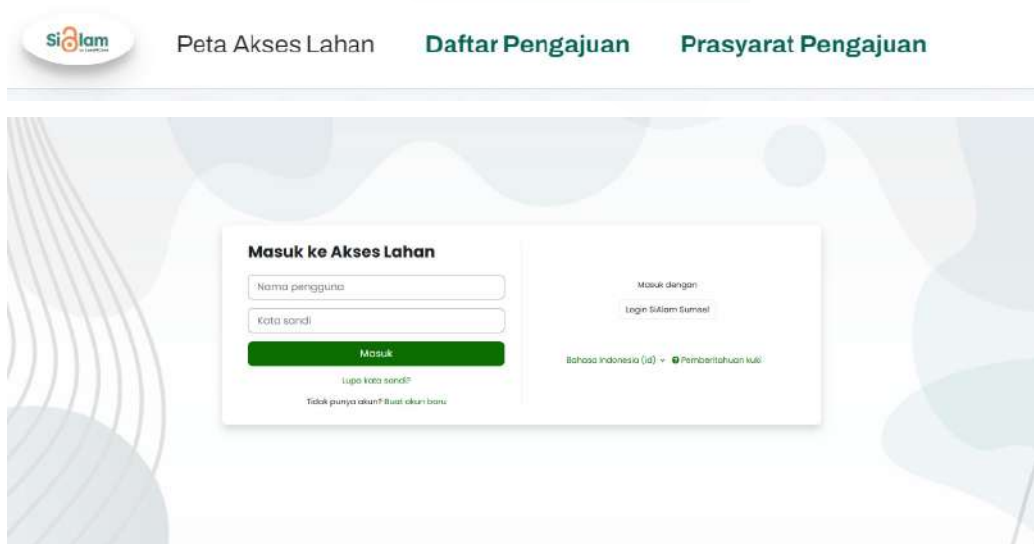 SiAlam
Peta Akses Lahan Daftar Pengajuan Prasyarat Pengajuan
Masuk ke Akses Lahan
Nama pengguna
Kata sandi
Masuk
Lupa kata sandi?
Tidak punya akun? Buat akun baru
Masuk dengan
Login SiAlam Sumsel
Bahasa Indonesia (id) Pemberitahuan kuki